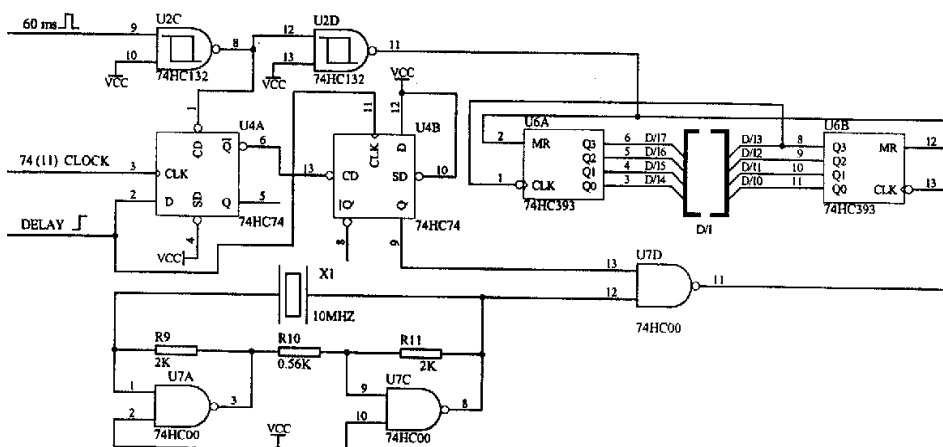 60 ms
9
10
VCC
U2C
8
74HC132
12
13
VCC
U2D
11
74HC132
1
U4A
CD
Q̅
6
74(11) CLOCK
3
CLK
2
D
S̅D̅
Q
5
74HC74
DELAY
4
VCC
VCC
11
12
U4B
CLK
D
13
CD
SD
10
Q
Q
74HC74
8
9
U6A
2
MR
Q3
Q2
Q1
Q0
1
CLK
74HC393
6
5
4
3
D/I7
D/I6
D/I5
D/I4
D/I
D/I3
D/I2
D/I1
D/I0
8
9
10
11
U6B
Q3
Q2
Q1
Q0
MR
CLK
12
13
74HC393
X1
10MHZ
13
12
U7D
11
74HC00
R9
2K
R10
0.56K
R11
2K
U7A
1
2
3
74HC00
VCC
U7C
9
10
8
74HC00